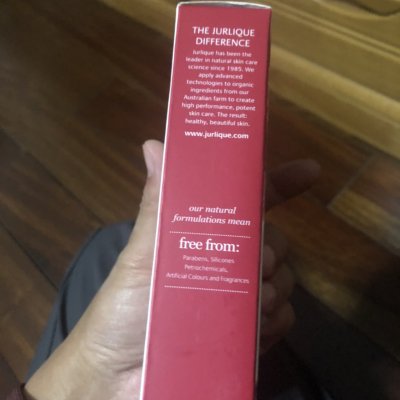 THE JURLIQUE
DIFFERENCE
Jurlique has been the
leader in natural skin care
science since 1985. We
apply advanced
technologies to organic
ingredients from our
Australian farm to create
high performance, potent
skin care. The result:
healthy, beautiful skin.
www.jurlique.com
our natural
formulations mean
free from:
Parabens, Silicones
Petrochemicals,
Artificial Colours and Fragrances